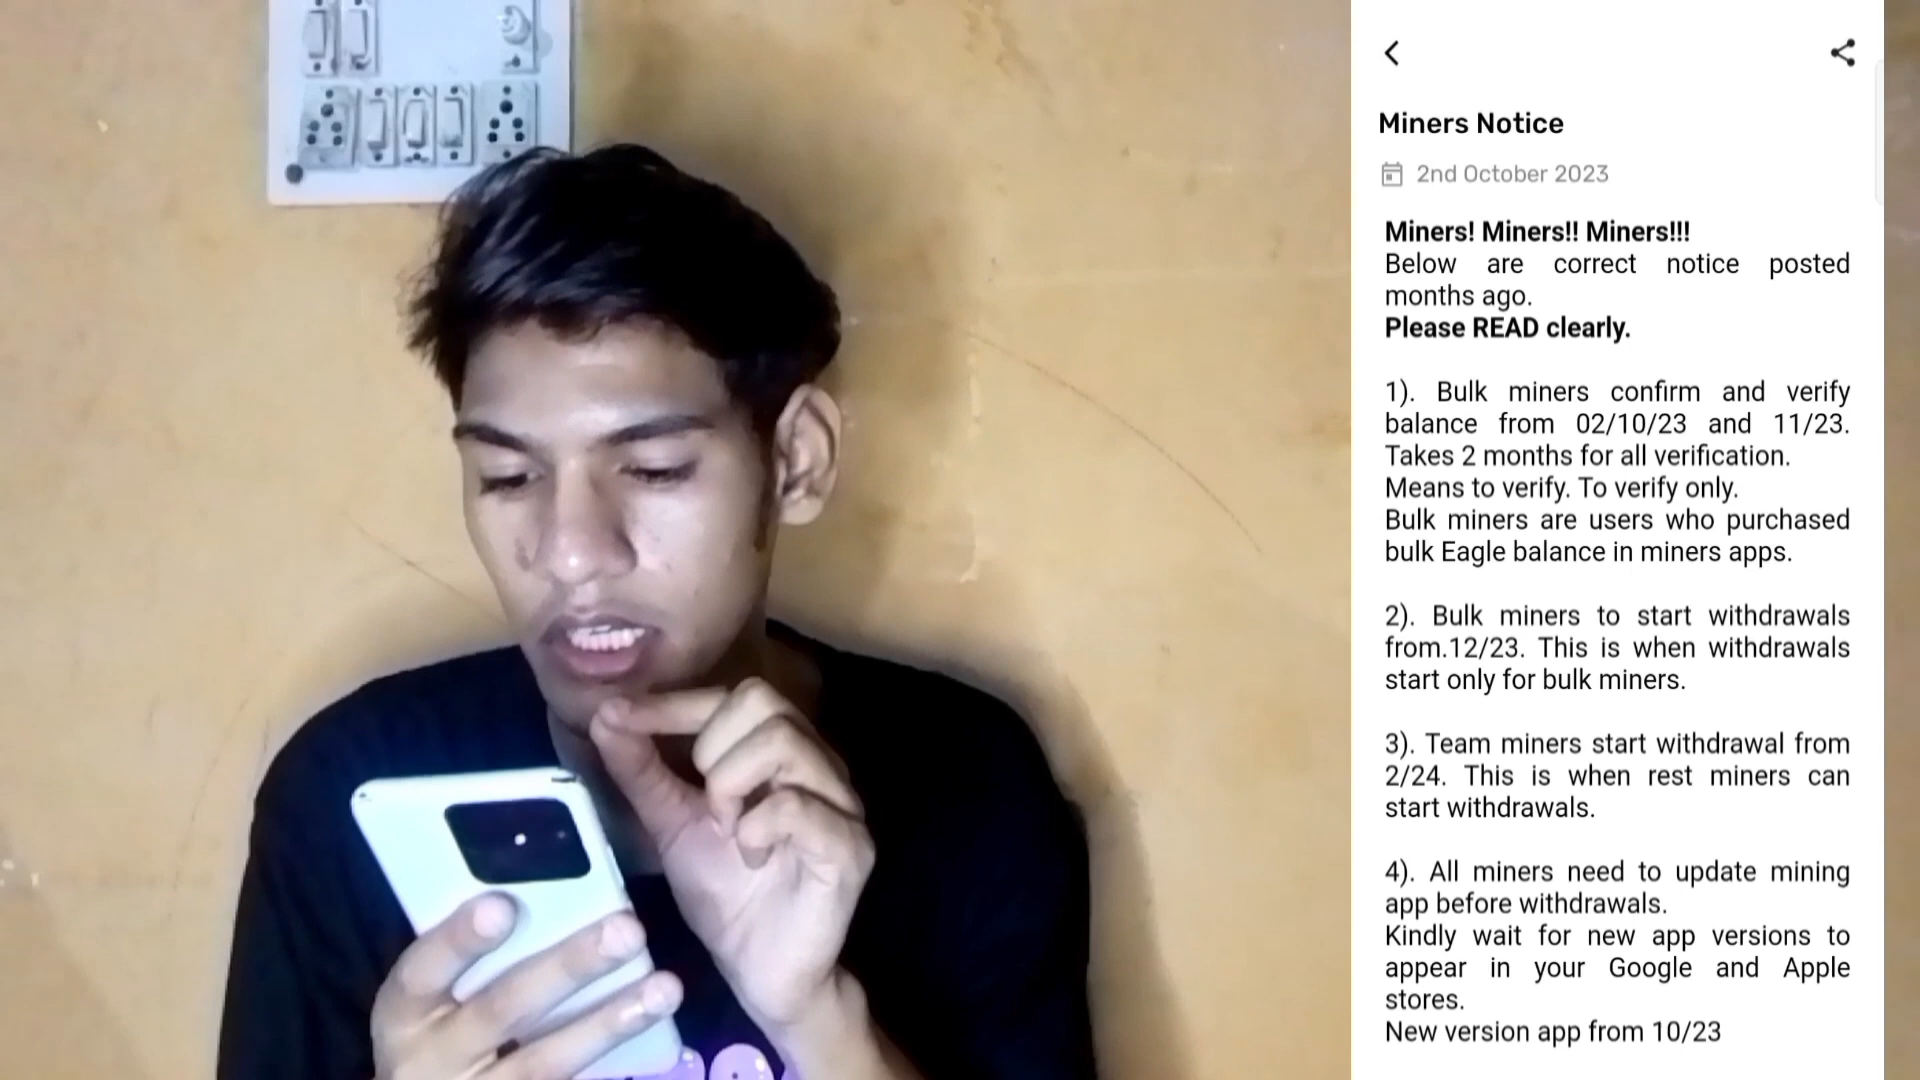 Miners Notice
2nd October 2023
Miners! Miners!! Miners!!!
Below are correct notice posted
months ago.
Please READ clearly.
1). Bulk miners confirm and verify
balance from 02/10/23 and 11/23.
Takes 2 months for all verification.
Means to verify. To verify only.
Bulk miners are users who purchased
bulk Eagle balance in miners apps.
2). Bulk miners to start withdrawals
from.12/23. This is when withdrawals
start only for bulk miners.
3). Team miners start withdrawal from
2/24. This is when rest miners can
start withdrawals.
4). All miners need to update mining
app before withdrawals.
Kindly wait for new app versions to
appear in your Google and Apple
stores.
New version app from 10/23